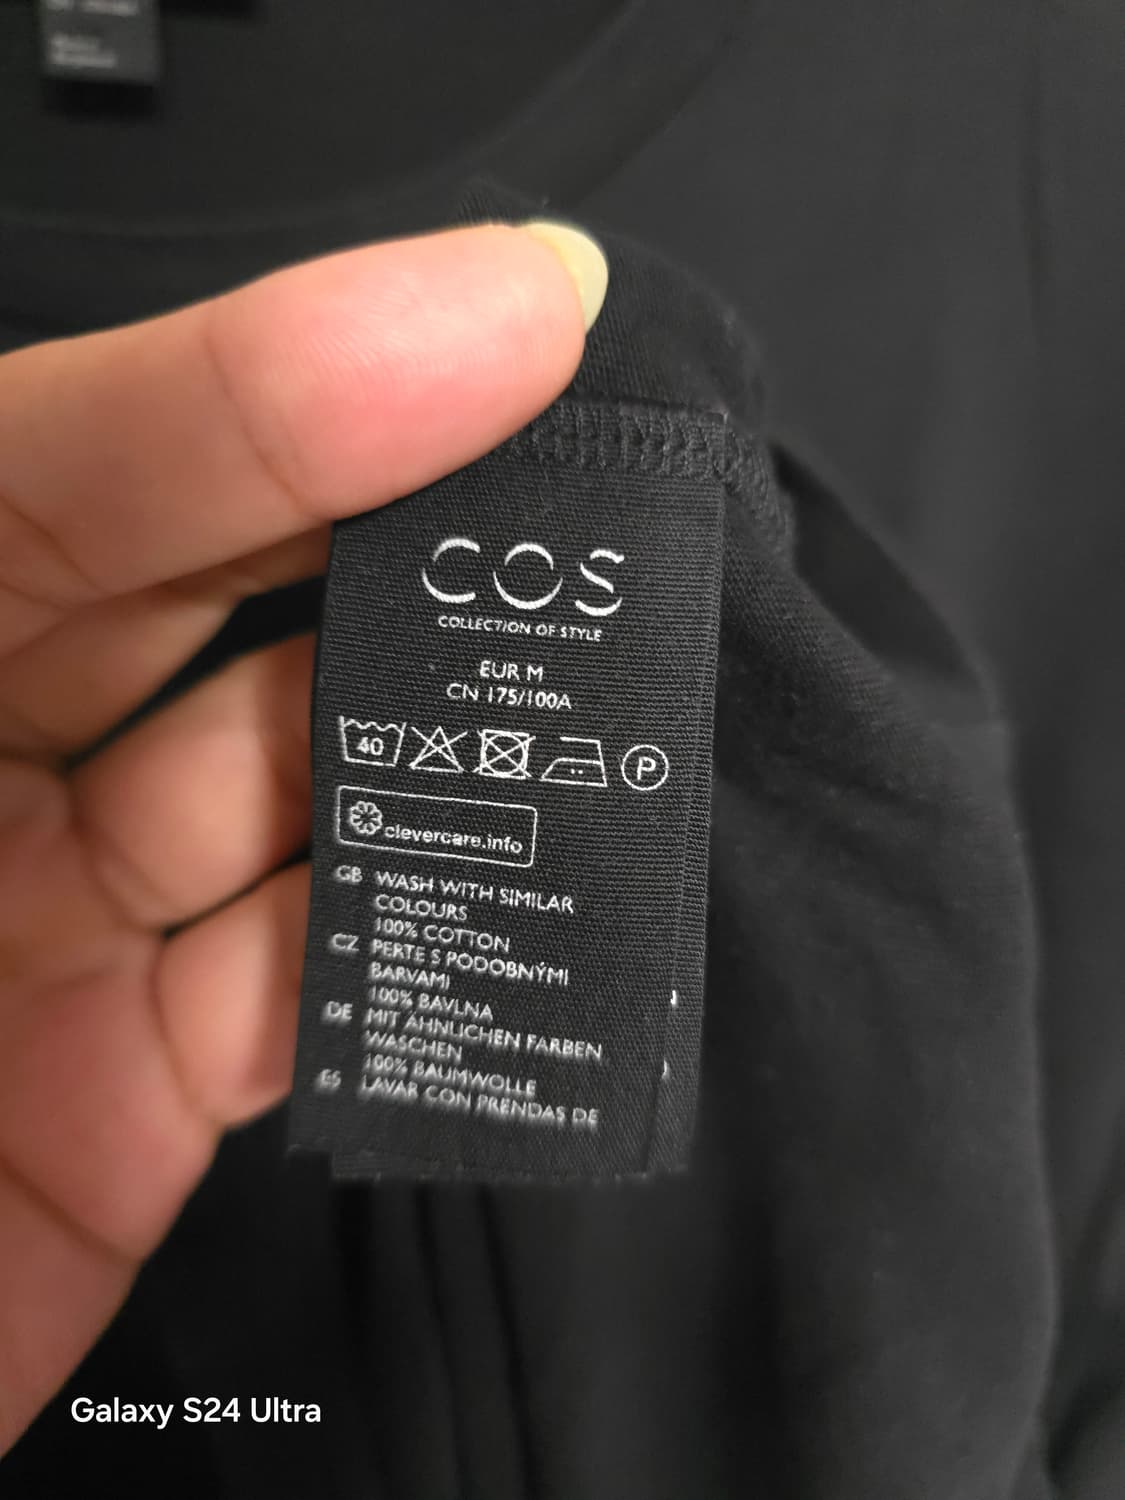 COS
COLLECTION OF STYLE
EUR M
CN 175/100A
40
P
clevercare.info
GB WASH WITH SIMILAR
COLOURS
100% COTTON
CZ PERTE S PODOBNÝMI
BARVAMI
100% BAVLNA
DE MIT ÄHNLICHEN FARBEN
WASCHEN
100% BAUMWOLLE
ES LAVAR CON PRENDAS DE
Galaxy S24 Ultra